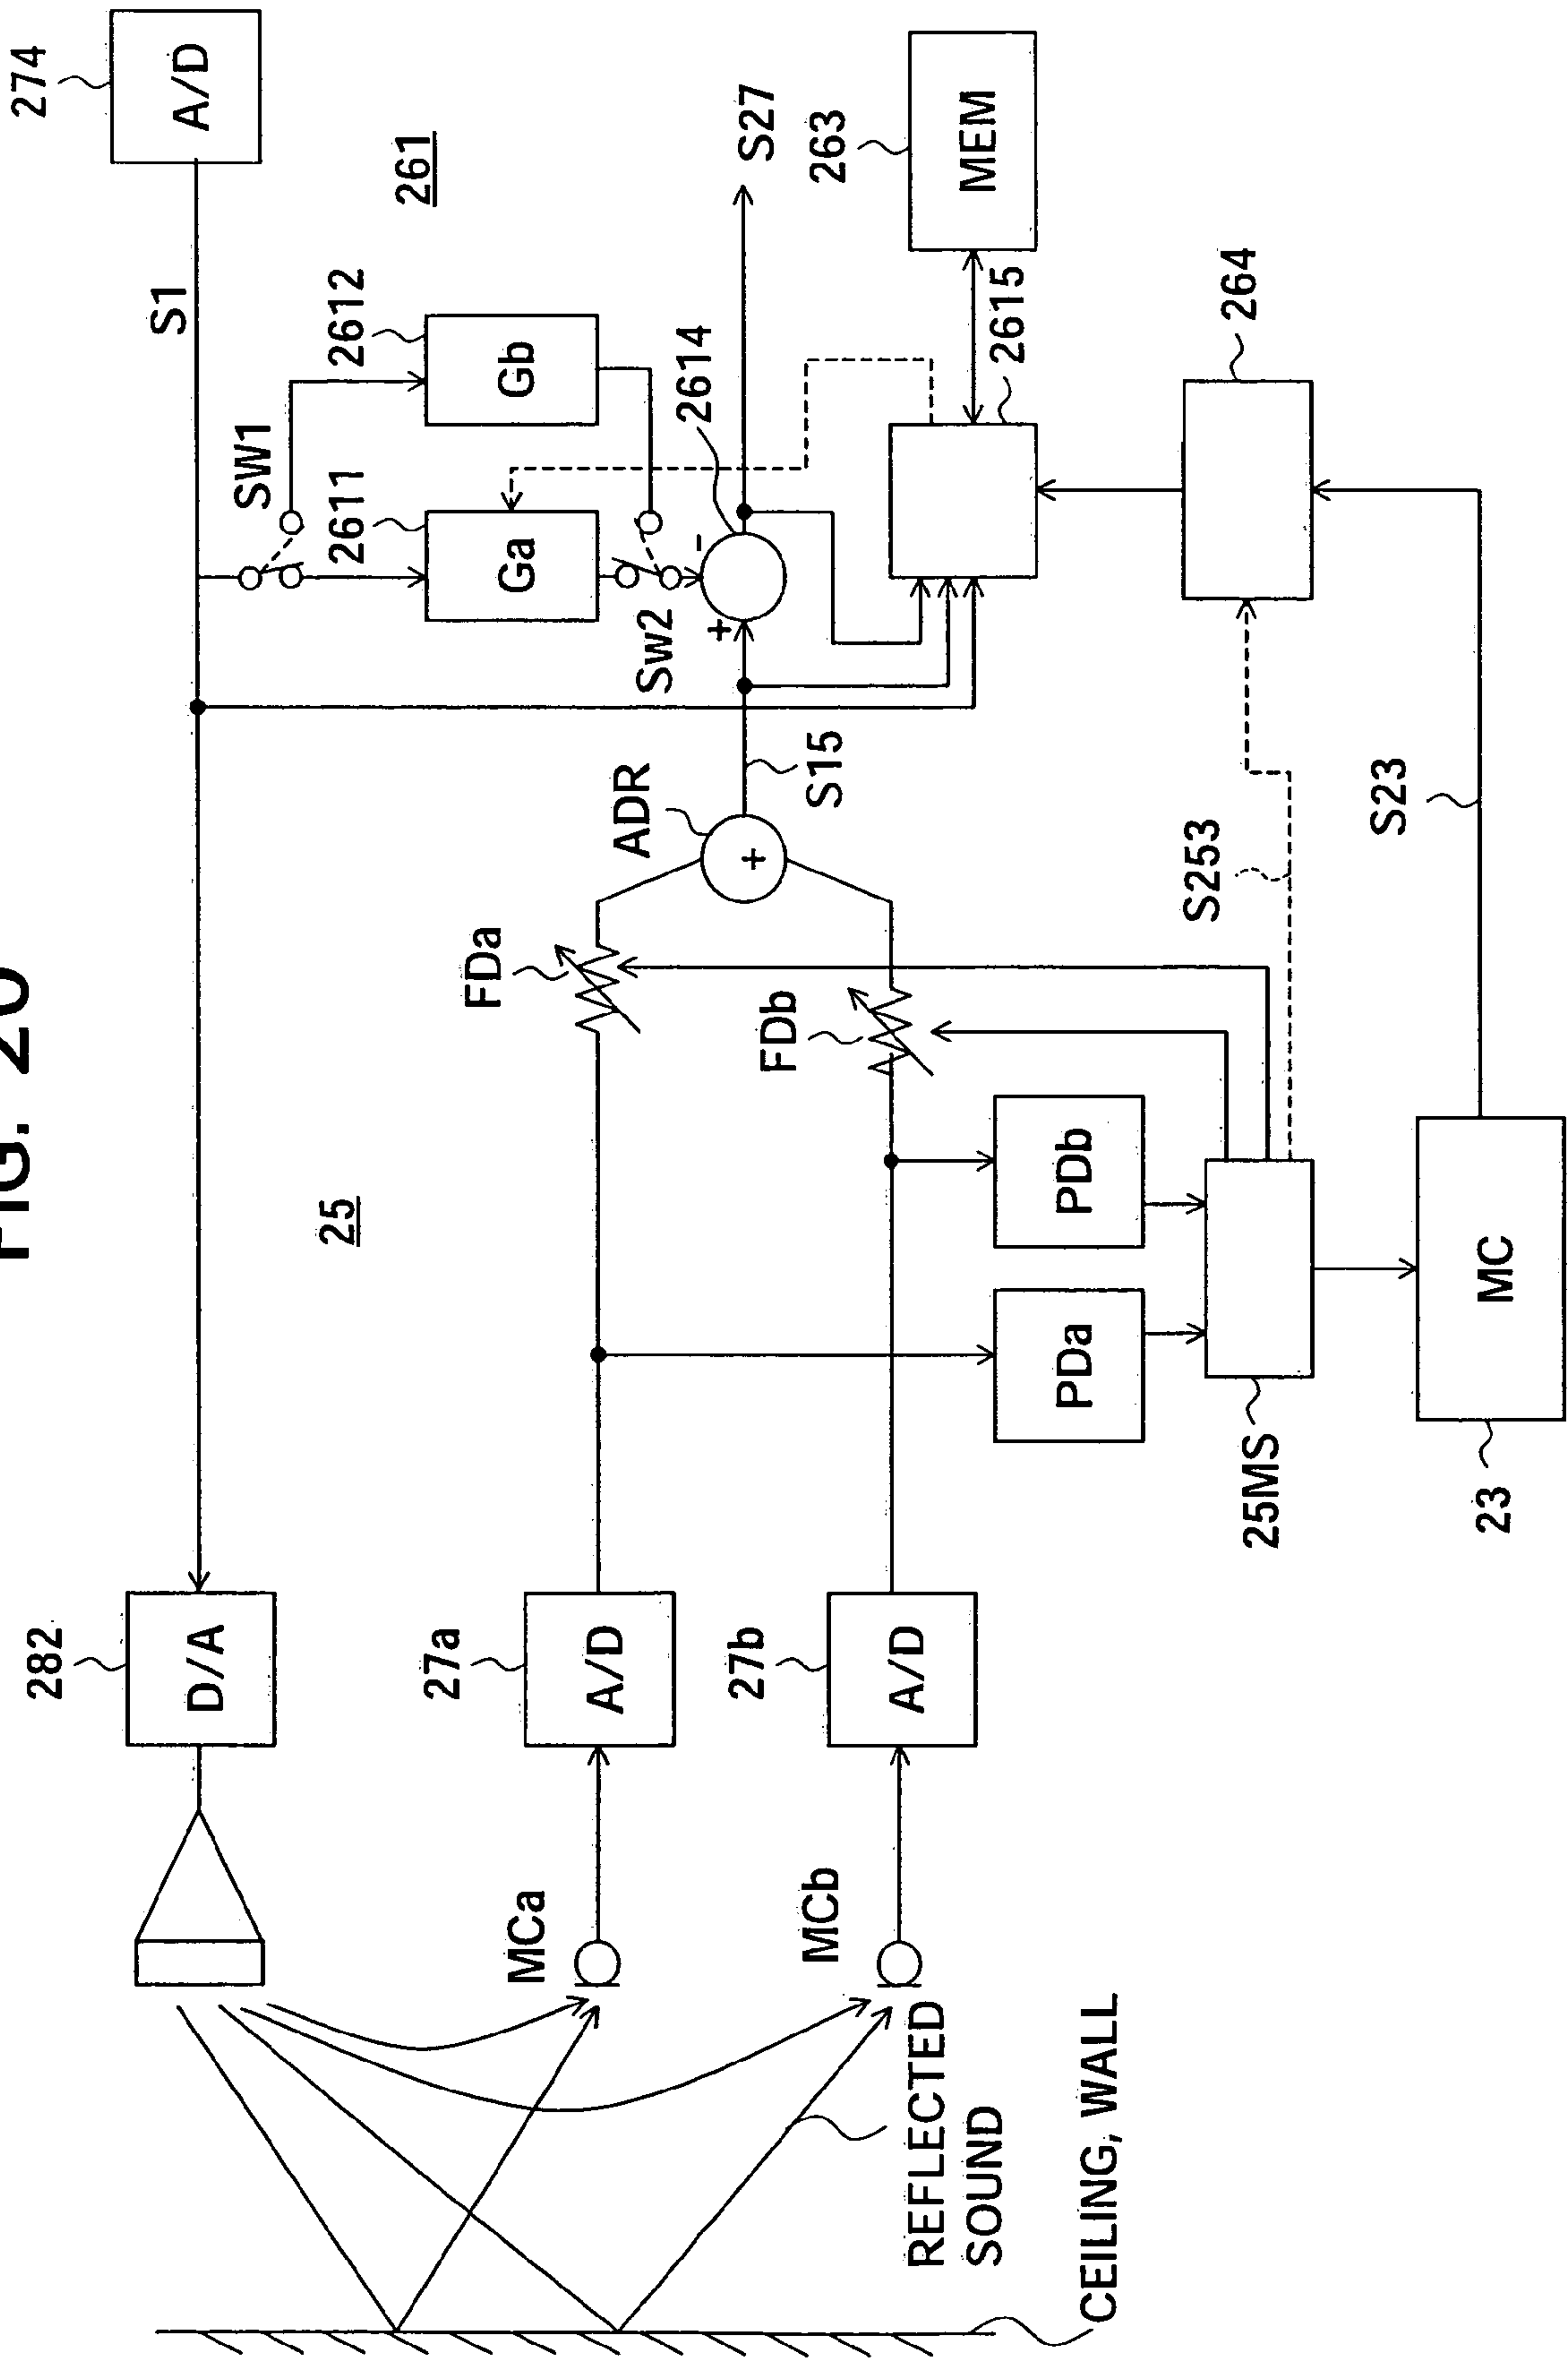 FIG. 20
274
A/D
S1
261
SW1
2611
Ga
2612
Gb
Sw2
2614
-
+
S27
263
MEM
2615
264
ADR
+
S15
FDa
FDb
S253
S23
25
PDa
PDb
25MS
MC
23
282
D/A
27a
A/D
27b
A/D
MCa
MCb
REFLECTED
SOUND
CEILING, WALL